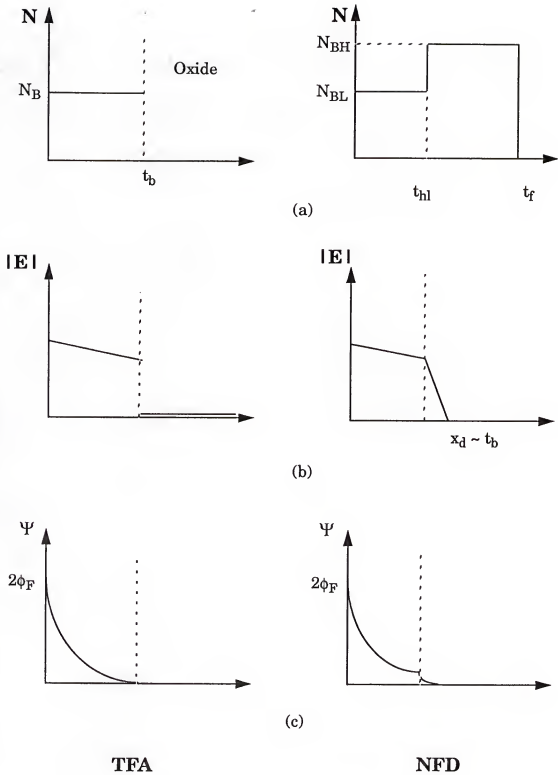 N
N
Oxide
N_BH
N_B
N_BL
t_b
t_hl
t_f
(a)
|E|
|E|
x_d ~ t_b
(b)
Ψ
Ψ
2ϕ_F
2ϕ_F
(c)
TFA
NFD